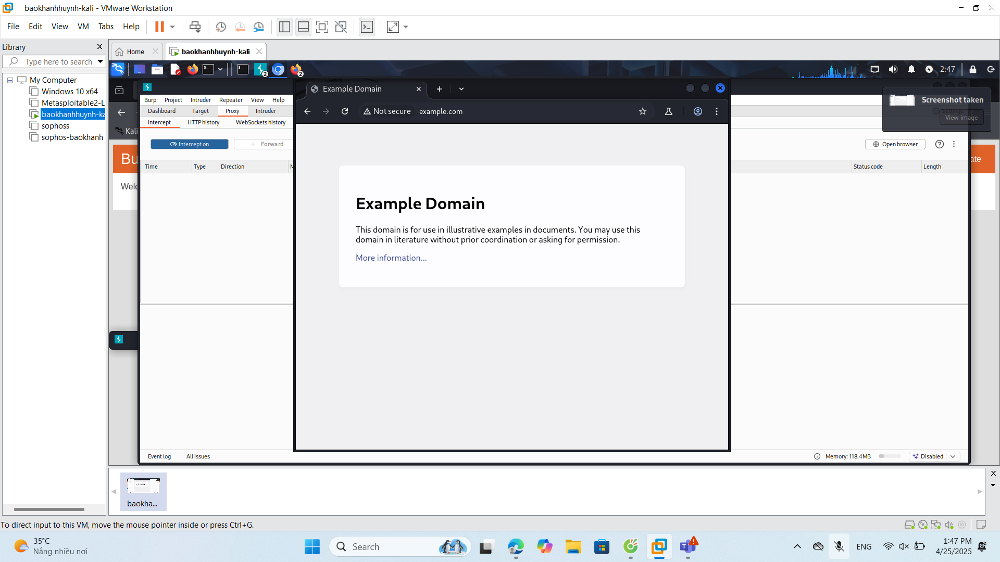 baokhanhhuynh-kali - VMware Workstation
File Edit View VM Tabs Help
Library
Type here to search
My Computer
Windows 10 x64
Metasploitable2-L
baokhanhhuynh-ka
sophoss
sophos-baokhanh
Home
baokhanhhuynh-kali
2
2
2:47
Example Domain
Screenshot taken
Settings
View image
Burp Project Intruder Repeater View Help
Dashboard Target Proxy Intruder
Not secure example.com
Intercept HTTP history WebSockets history
Kali
Intercept on
Forward
Open browser
Bu
ate
Time Type Direction M
Status code Length
Welc
Example Domain
This domain is for use in illustrative examples in documents. You may use this
domain in literature without prior coordination or asking for permission.
More information...
Event log All issues
Memory: 118.4MB
Disabled
baokha...
To direct input to this VM, move the mouse pointer inside or press Ctrl+G.
35°C
Nắng nhiều nơi
Search
ENG
1:47 PM
4/25/2025